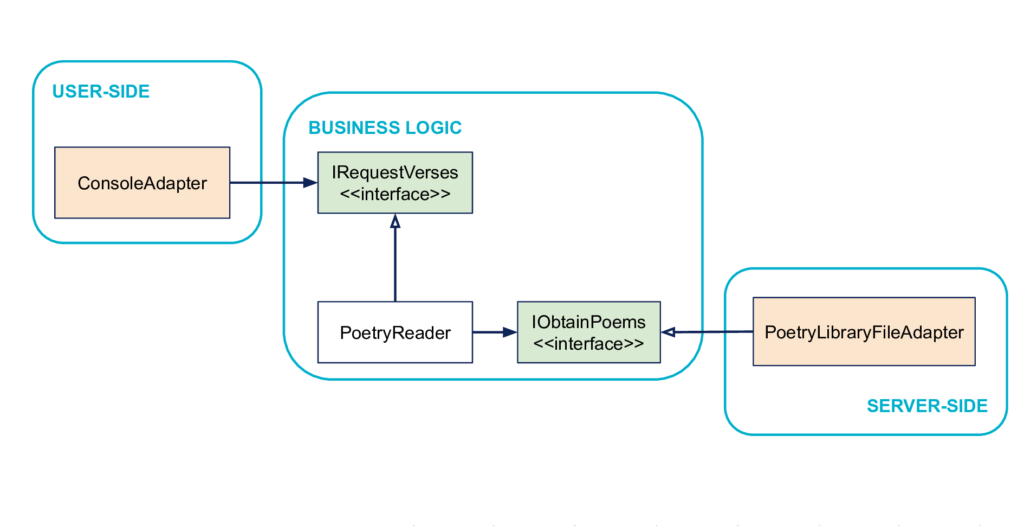 USER-SIDE
ConsoleAdapter
BUSINESS LOGIC
IRequestVerses
<<interface>>
PoetryReader
IObtainPoems
<<interface>>
PoetryLibraryFileAdapter
SERVER-SIDE